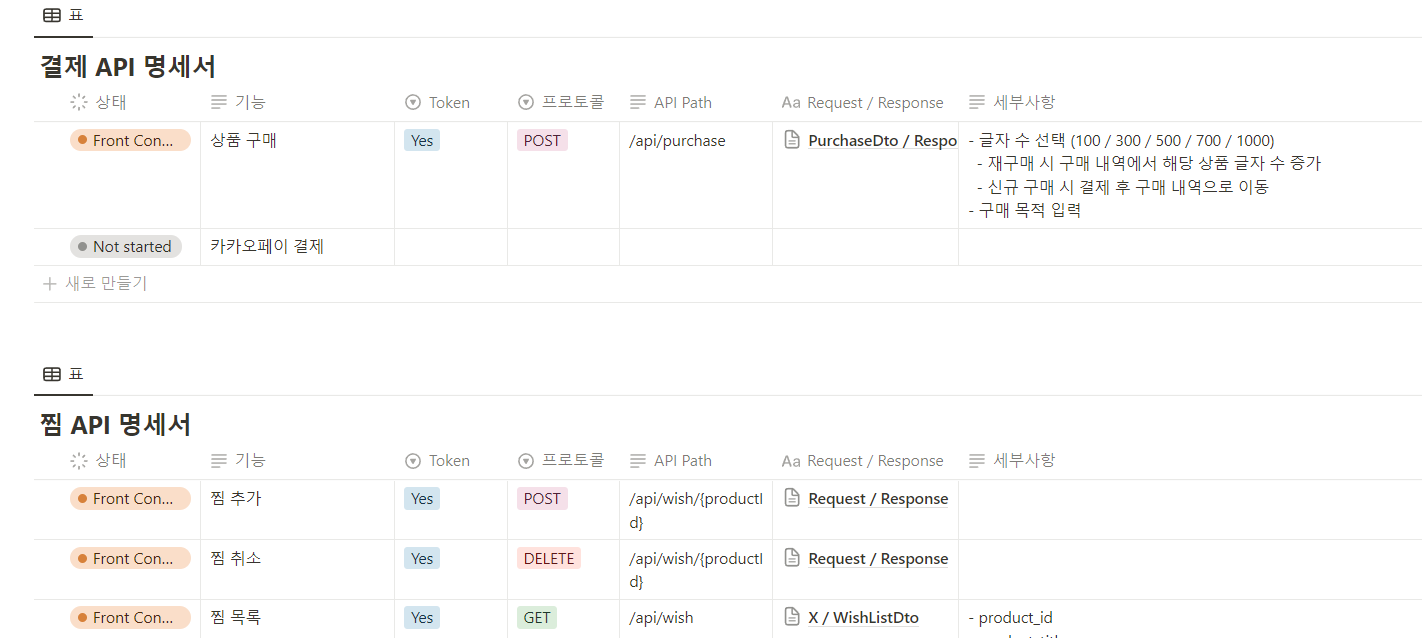 표
결제 API 명세서
상태 기능 Token 프로토콜 API Path Aa Request / Response 세부사항
Front Con... 상품 구매 Yes POST /api/purchase PurchaseDto / Respo - 글자 수 선택 (100 / 300 / 500 / 700 / 1000)
- 재구매 시 구매 내역에서 해당 상품 글자 수 증가
- 신규 구매 시 결제 후 구매 내역으로 이동
- 구매 목적 입력
Not started 카카오페이 결제
+ 새로 만들기
표
찜 API 명세서
상태 기능 Token 프로토콜 API Path Aa Request / Response 세부사항
Front Con... 찜 추가 Yes POST /api/wish/{productI Request / Response
d}
Front Con... 찜 취소 Yes DELETE /api/wish/{productI Request / Response
d}
Front Con... 찜 목록 Yes GET /api/wish X / WishListDto - product_id